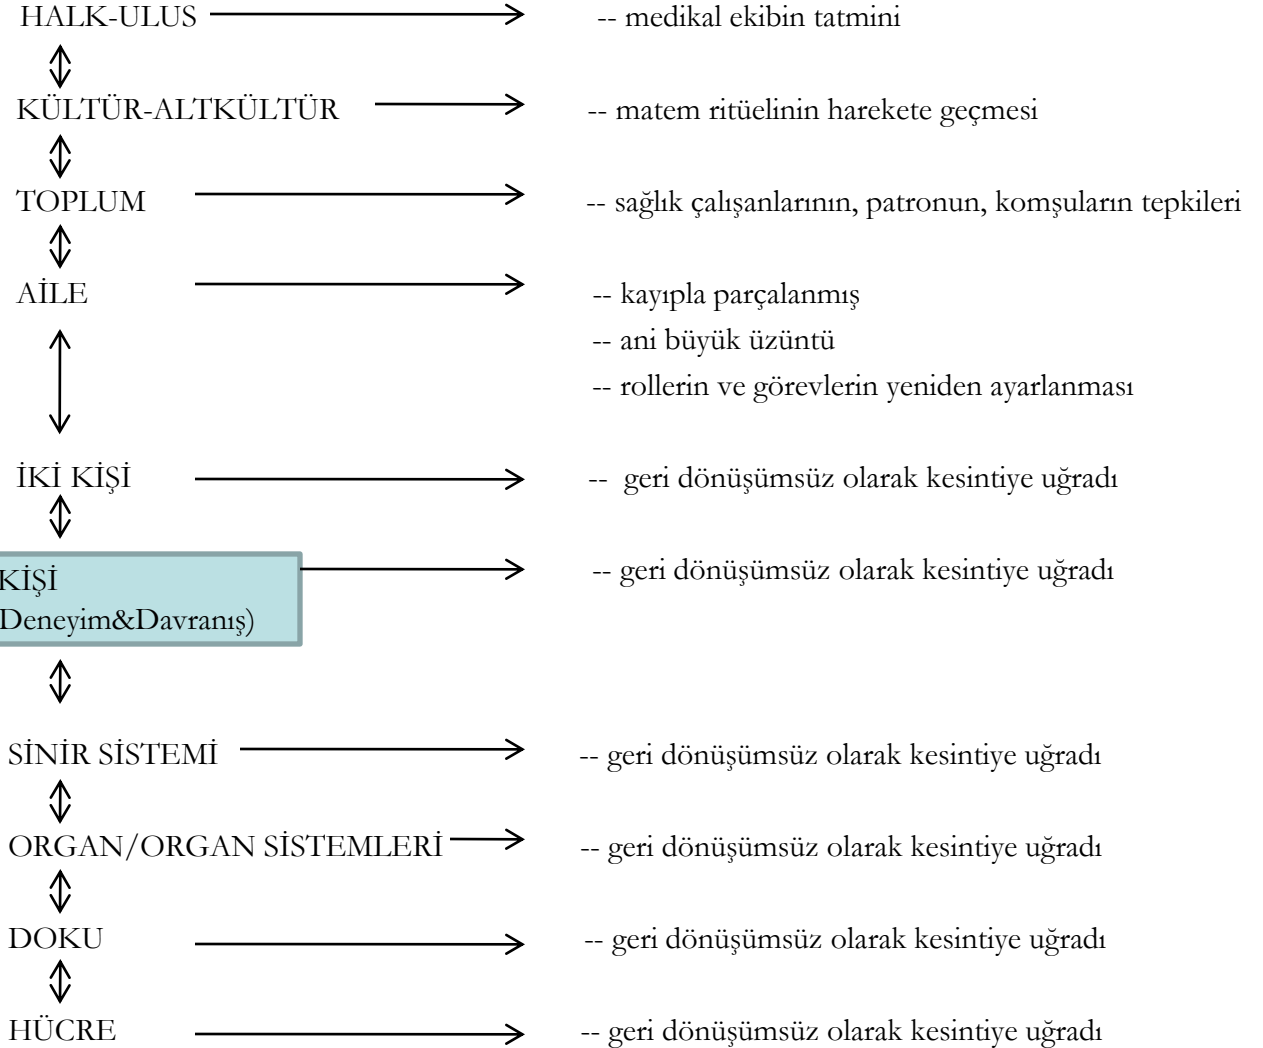 HALK-ULUS -- medikal ekibin tatmini
KÜLTÜR-ALTKÜLTÜR -- matem ritüelinin harekete geçmesi
TOPLUM -- sağlık çalışanlarının, patronun, komşuların tepkileri
AİLE -- kayıpla parçalanmış
-- ani büyük üzüntü
-- rollerin ve görevlerin yeniden ayarlanması
İKİ KİŞİ -- geri dönüşümsüz olarak kesintiye uğradı
KİŞİ -- geri dönüşümsüz olarak kesintiye uğradı
Deneyim&Davranış)
SİNİR SİSTEMİ -- geri dönüşümsüz olarak kesintiye uğradı
ORGAN/ORGAN SİSTEMLERİ -- geri dönüşümsüz olarak kesintiye uğradı
DOKU -- geri dönüşümsüz olarak kesintiye uğradı
HÜCRE -- geri dönüşümsüz olarak kesintiye uğradı